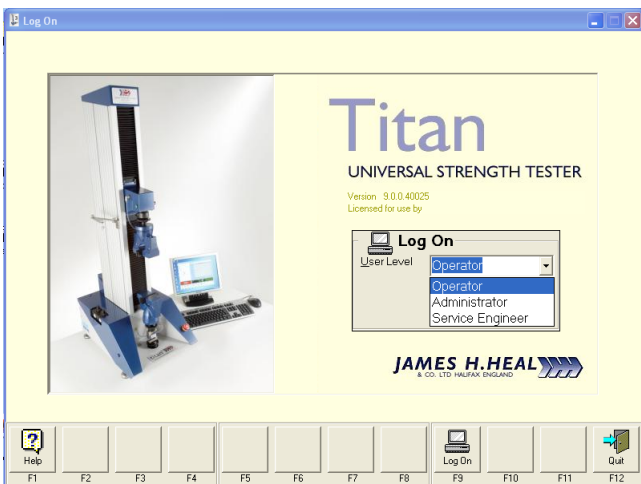 Log On
Titan
UNIVERSAL STRENGTH TESTER
Version 9.0.0.40025
Licensed for use by
Log On
User Level
Operator
Operator
Administrator
Service Engineer
JAMES H.HEAL
& CO. LTD HALIFAX ENGLAND
Help
Log On
Quit
F1 F2 F3 F4 F5 F6 F7 F8 F9 F10 F11 F12